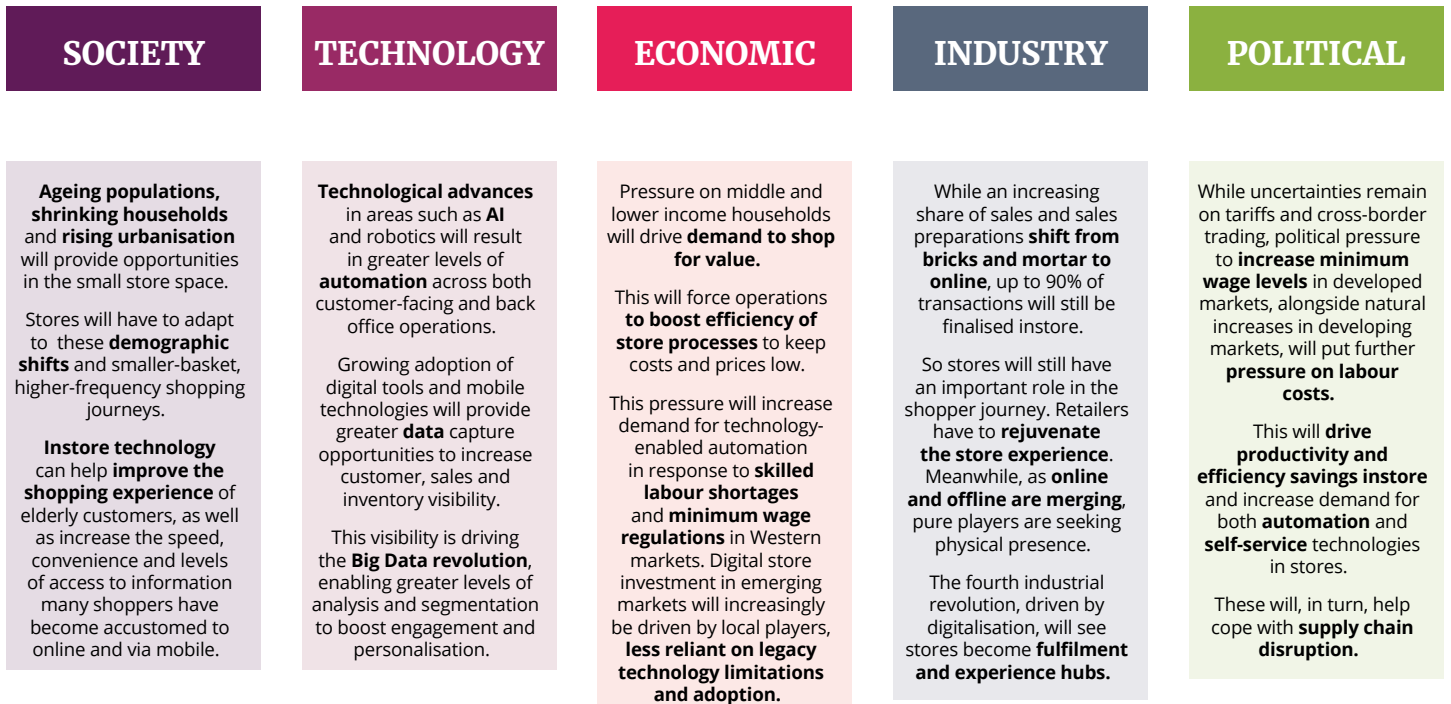 SOCIETY
Ageing populations,
shrinking households
and rising urbanisation
will provide opportunities
in the small store space.
Stores will have to adapt
to these demographic
shifts and smaller-basket,
higher-frequency shopping
journeys.
Instore technology
can help improve the
shopping experience of
elderly customers, as well
as increase the speed,
convenience and levels
of access to information
many shoppers have
become accustomed to
online and via mobile.
TECHNOLOGY
Technological advances
in areas such as AI
and robotics will result
in greater levels of
automation across both
customer-facing and back
office operations.
Growing adoption of
digital tools and mobile
technologies will provide
greater data capture
opportunities to increase
customer, sales and
inventory visibility.
This visibility is driving
the Big Data revolution,
enabling greater levels of
analysis and segmentation
to boost engagement and
personalisation.
ECONOMIC
Pressure on middle and
lower income households
will drive demand to shop
for value.
This will force operations
to boost efficiency of
store processes to keep
costs and prices low.
This pressure will increase
demand for technology-
enabled automation
in response to skilled
labour shortages
and minimum wage
regulations in Western
markets. Digital store
investment in emerging
markets will increasingly
be driven by local players,
less reliant on legacy
technology limitations
and adoption.
INDUSTRY
While an increasing
share of sales and sales
preparations shift from
bricks and mortar to
online, up to 90% of
transactions will still be
finalised instore.
So stores will still have
an important role in the
shopper journey. Retailers
have to rejuvenate
the store experience.
Meanwhile, as online
and offline are merging,
pure players are seeking
physical presence.
The fourth industrial
revolution, driven by
digitalisation, will see
stores become fulfilment
and experience hubs.
POLITICAL
While uncertainties remain
on tariffs and cross-border
trading, political pressure
to increase minimum
wage levels in developed
markets, alongside natural
increases in developing
markets, will put further
pressure on labour
costs.
This will drive
productivity and
efficiency savings instore
and increase demand for
both automation and
self-service technologies
in stores.
These will, in turn, help
cope with supply chain
disruption.